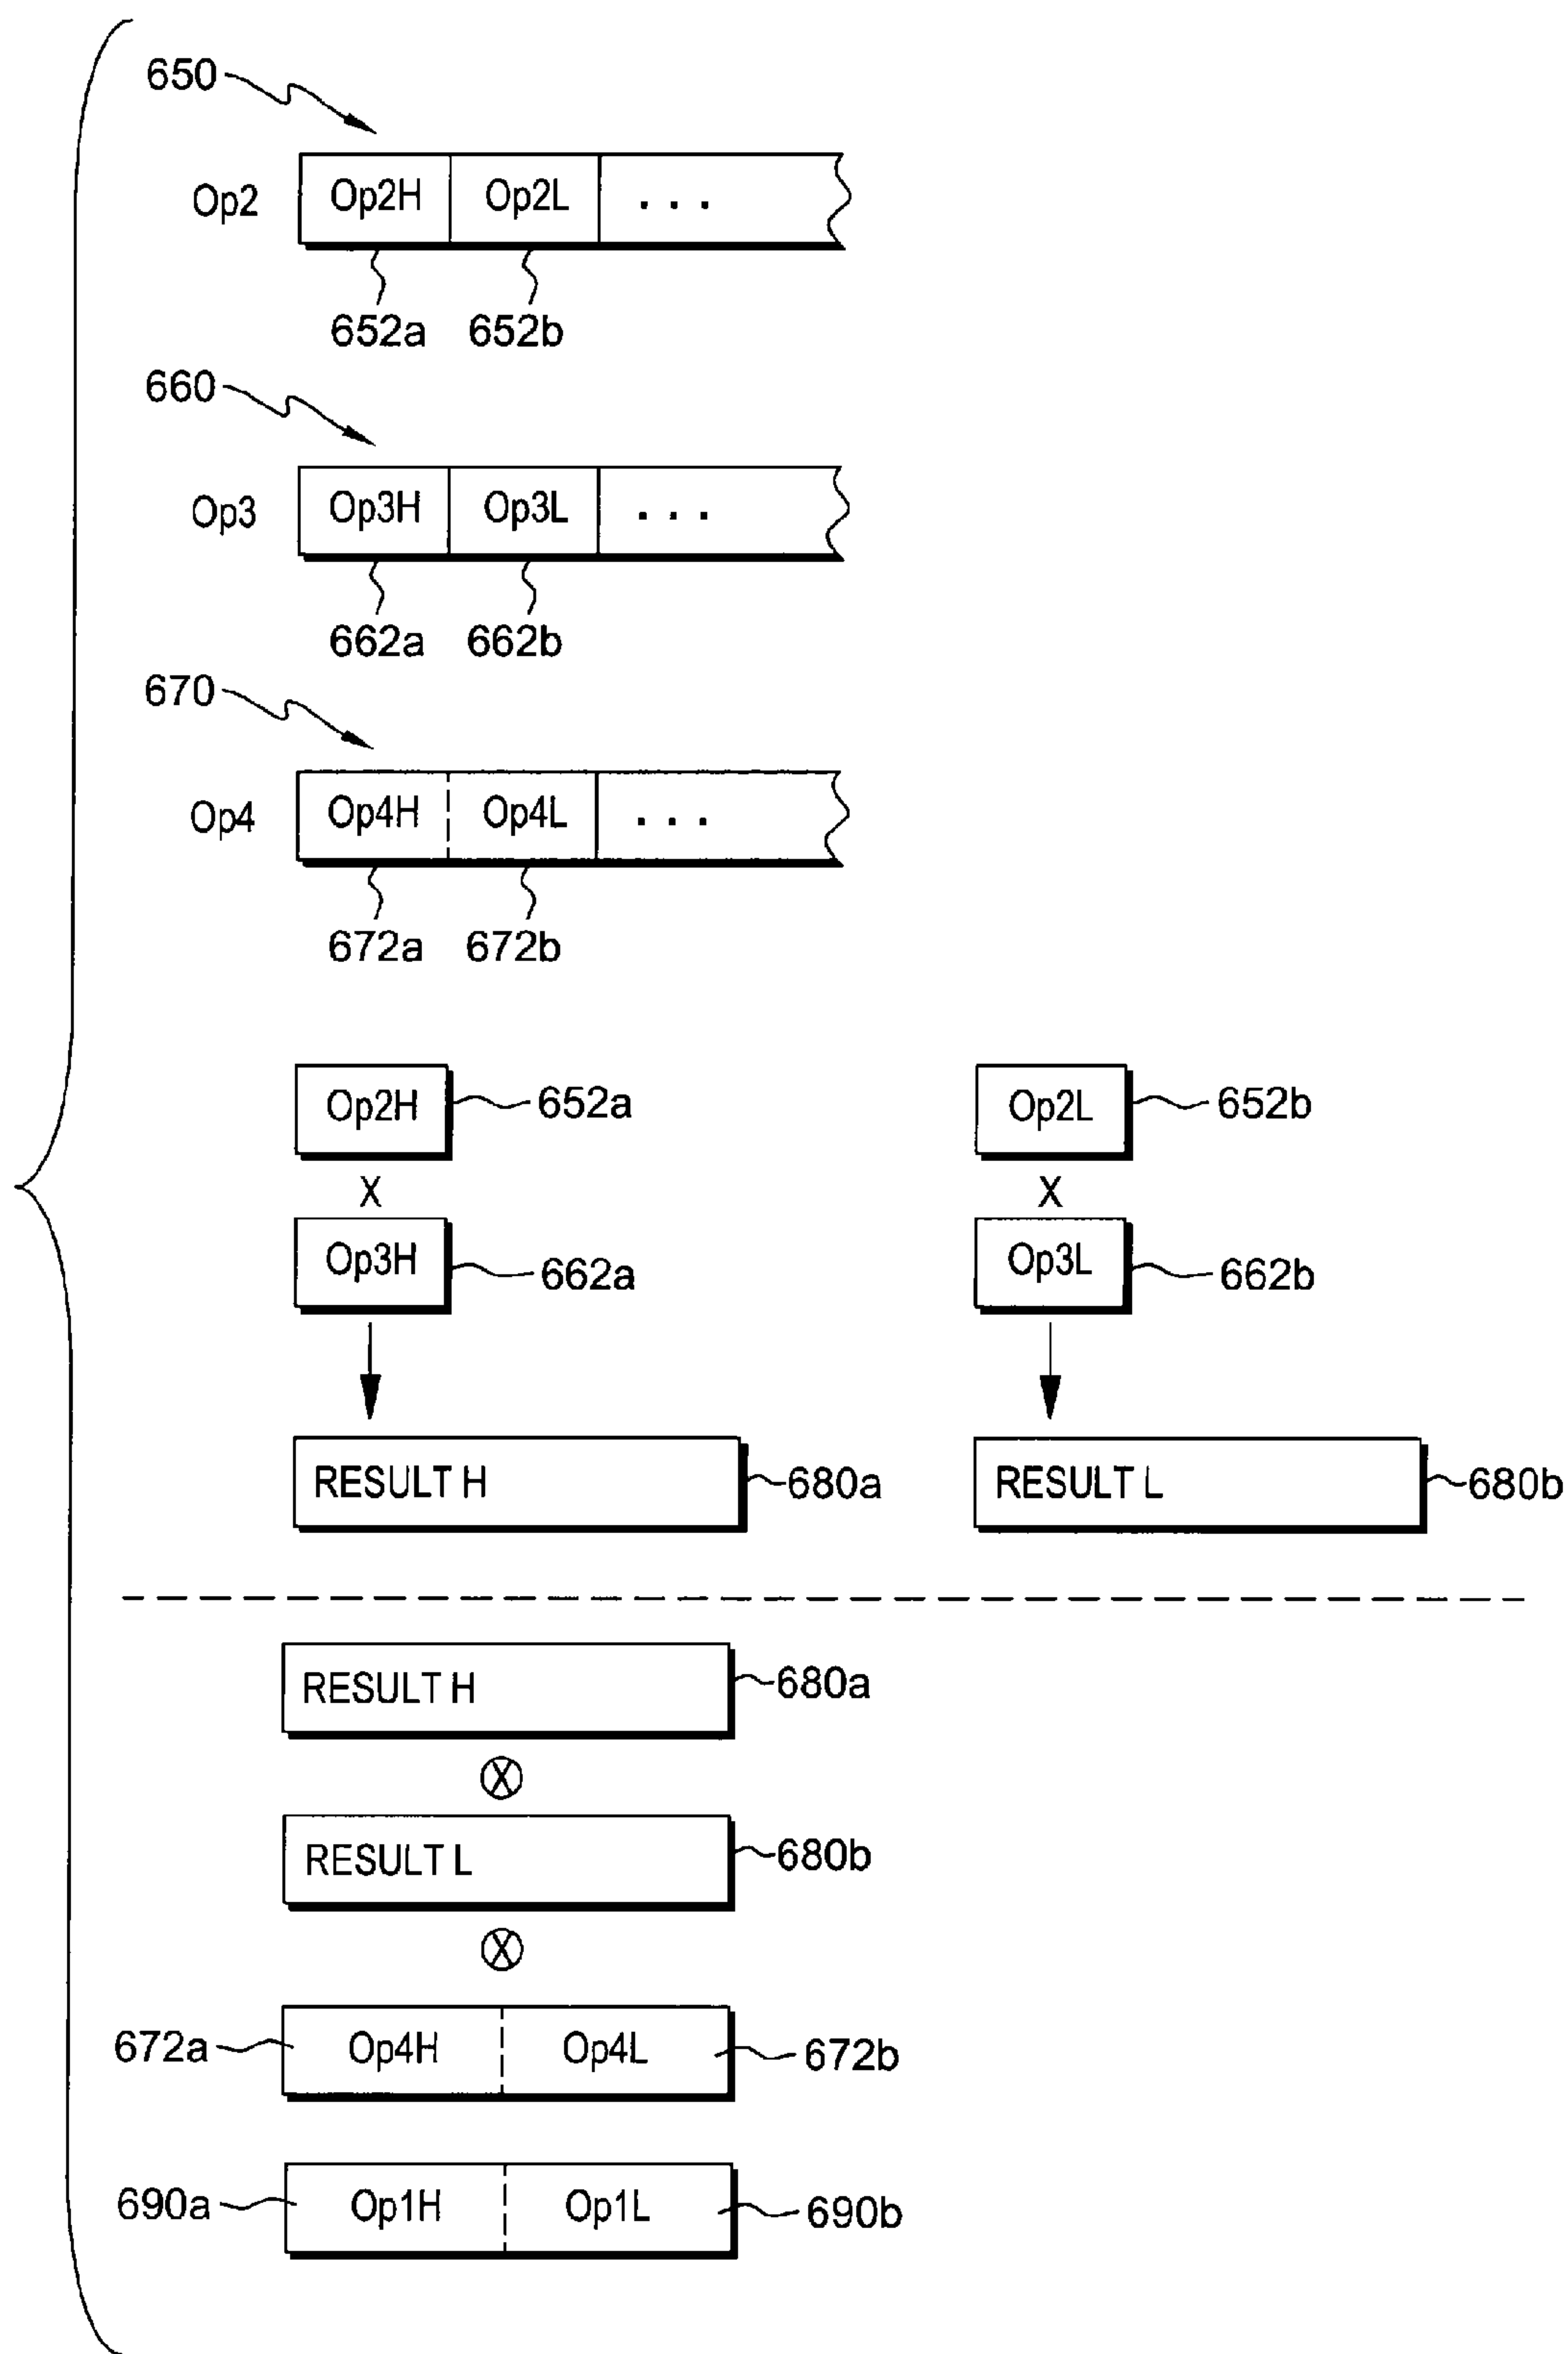 650
Op2 Op2H Op2L ...
652a 652b
660
Op3 Op3H Op3L ...
662a 662b
670
Op4 Op4H Op4L ...
672a 672b
Op2H 652a Op2L 652b
X X
Op3H 662a Op3L 662b
RESULT H 680a RESULT L 680b
RESULT H 680a
Ⓧ
RESULT L 680b
Ⓧ
672a Op4H Op4L 672b
690a Op1H Op1L 690b